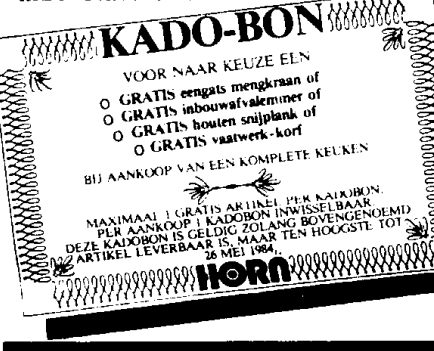 KADO-BON
VOOR NAAR KEUZE EEN
O GRATIS eengats mengkraan of
O GRATIS inbouwafvalemmer of
O GRATIS houten snijplank of
O GRATIS vaatwerk-korf
BIJ AANKOOP VAN EEN KOMPLETE KEUKEN
MAXIMAAL 1 GRATIS ARTIKEL PER KADOBON.
PER AANKOOP 1 KADOBON INWISSELBAAR.
DEZE KADOBON IS GELDIG ZOLANG BOVENGENOEMD
ARTIKEL LEVERBAAR IS, MAAR TEN HOOGSTE TOT
26 MEI 1984,
HORN